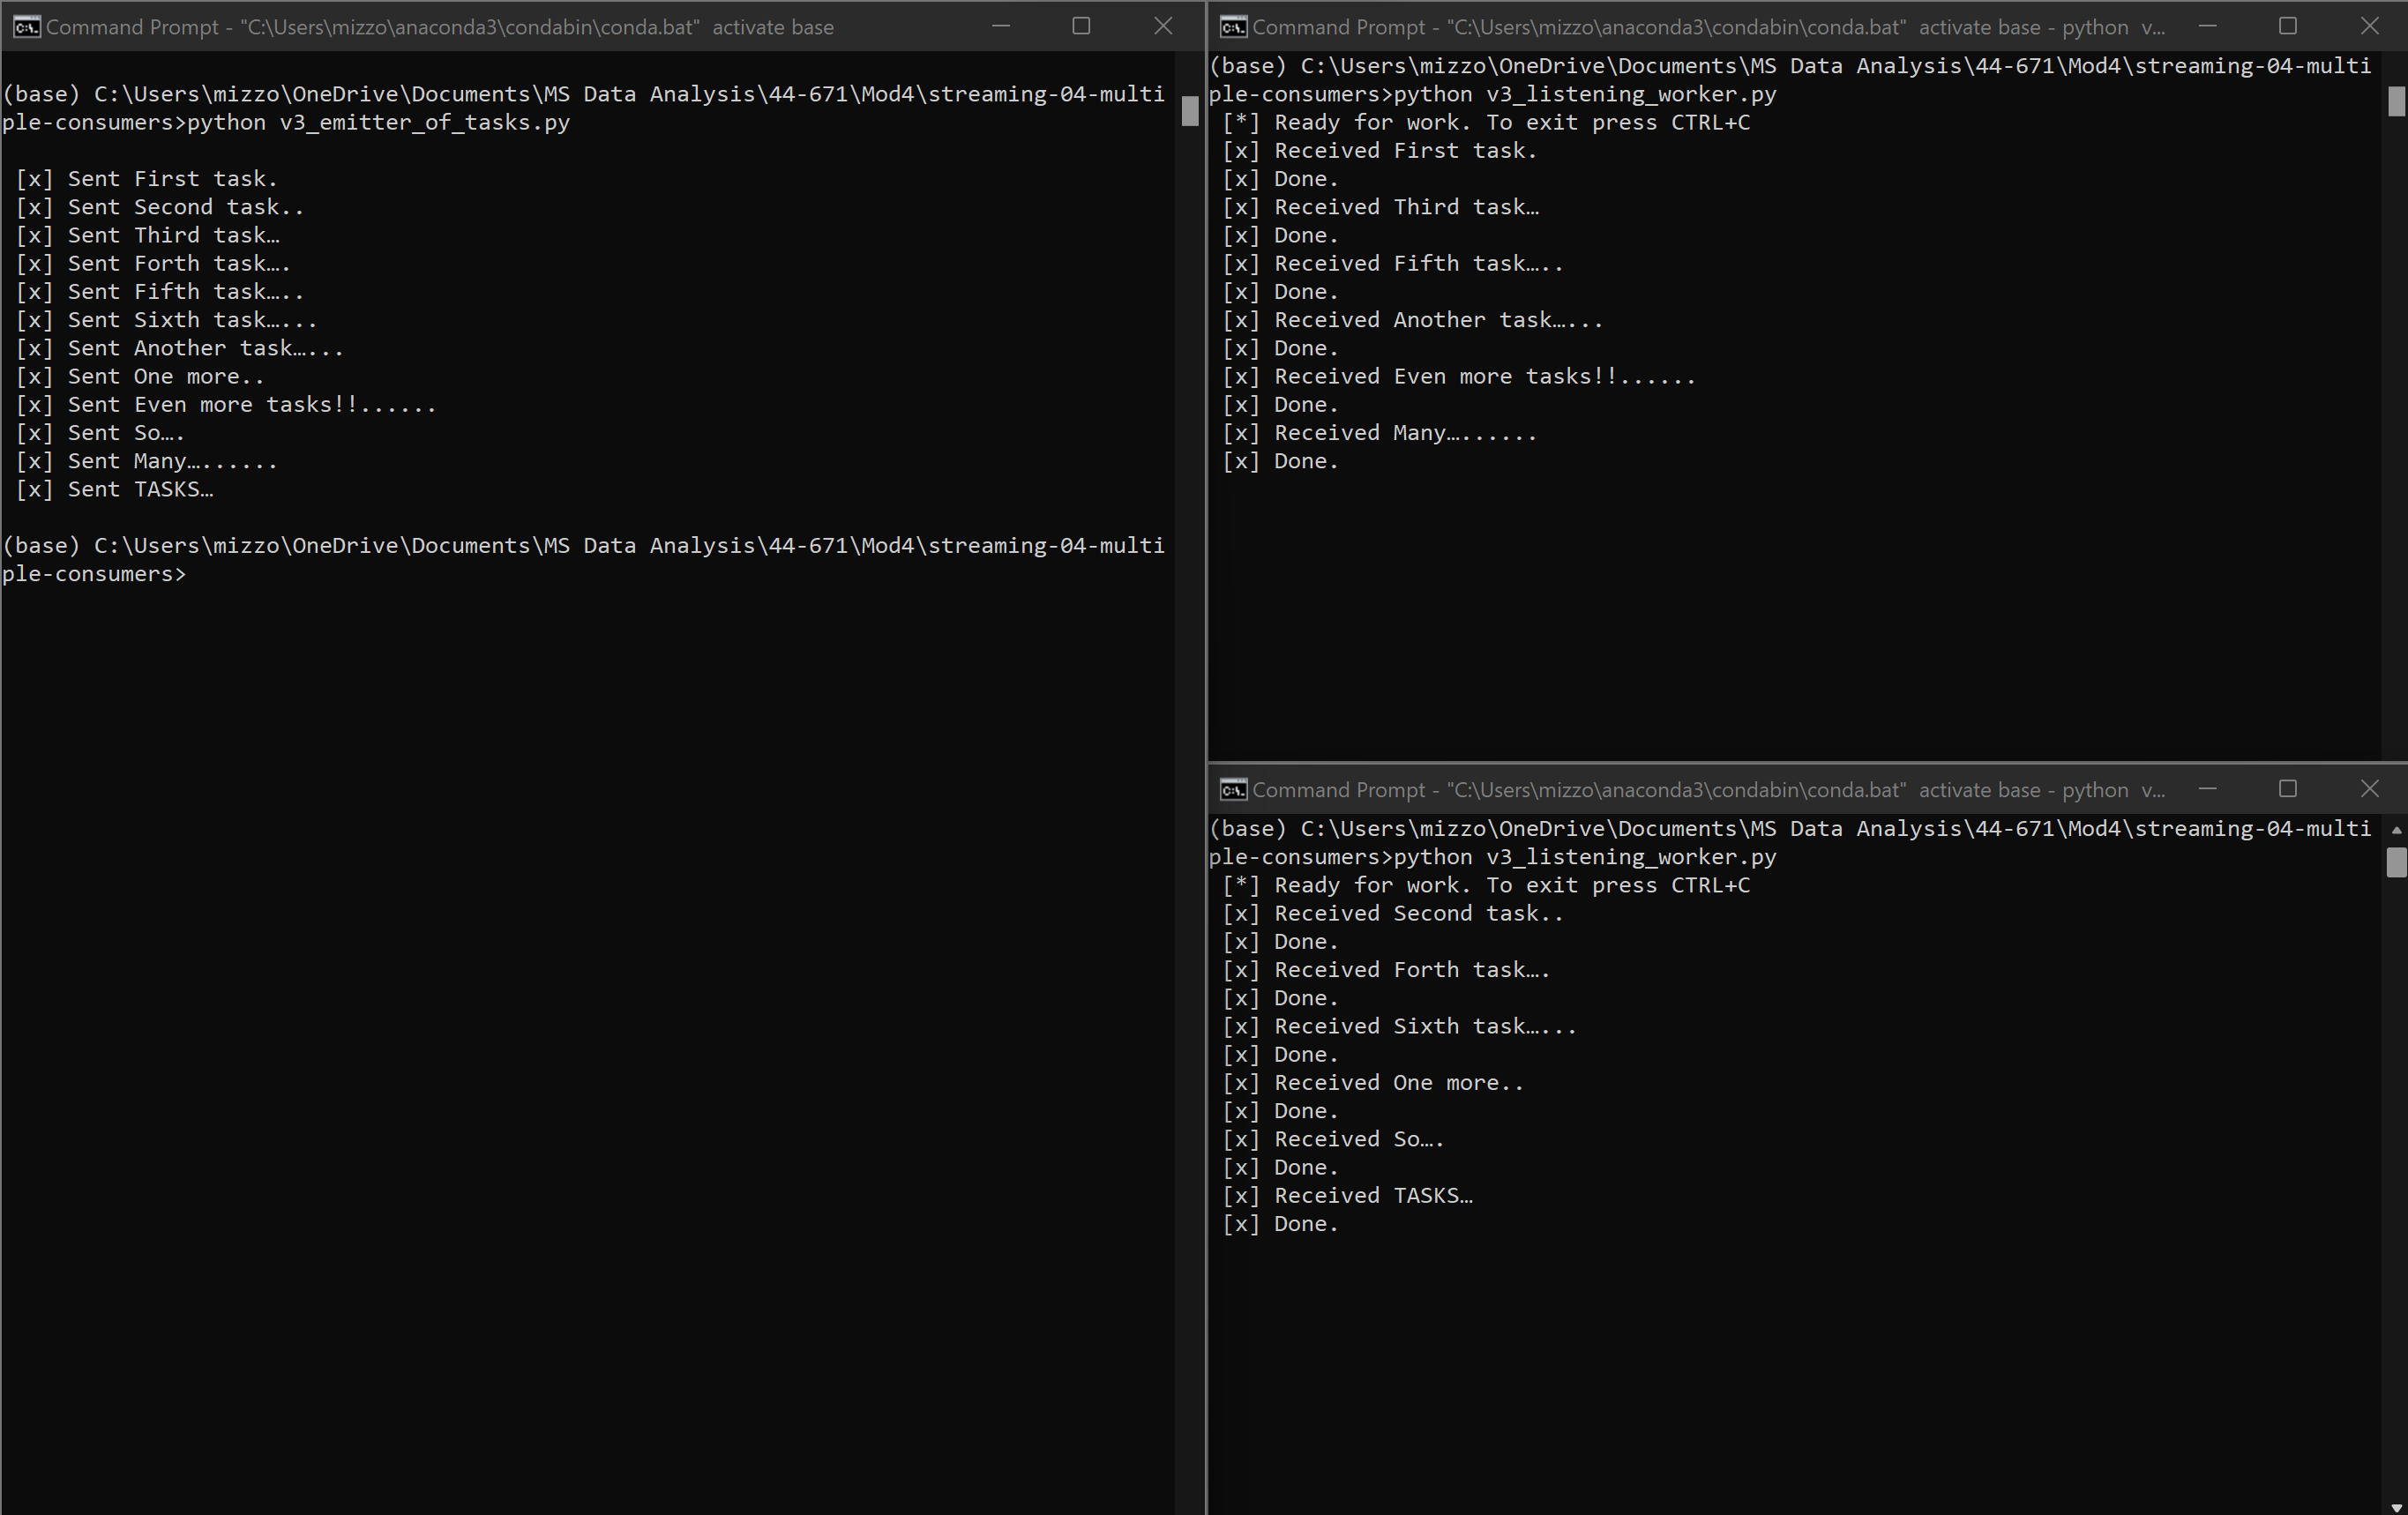 Command Prompt - "C:\Users\mizzo\anaconda3\condabin\conda.bat"  activate base
(base) C:\Users\mizzo\OneDrive\Documents\MS Data Analysis\44-671\Mod4\streaming-04-multi
ple-consumers>python v3_emitter_of_tasks.py
[x] Sent First task.
[x] Sent Second task..
[x] Sent Third task…
[x] Sent Forth task….
[x] Sent Fifth task…..
[x] Sent Sixth task…...
[x] Sent Another task…...
[x] Sent One more..
[x] Sent Even more tasks!!......
[x] Sent So….
[x] Sent Many…......
[x] Sent TASKS…
(base) C:\Users\mizzo\OneDrive\Documents\MS Data Analysis\44-671\Mod4\streaming-04-multi
ple-consumers>
Command Prompt - "C:\Users\mizzo\anaconda3\condabin\conda.bat"  activate base - python  v...
(base) C:\Users\mizzo\OneDrive\Documents\MS Data Analysis\44-671\Mod4\streaming-04-multi
ple-consumers>python v3_listening_worker.py
[*] Ready for work. To exit press CTRL+C
[x] Received First task.
[x] Done.
[x] Received Third task…
[x] Done.
[x] Received Fifth task…..
[x] Done.
[x] Received Another task…...
[x] Done.
[x] Received Even more tasks!!......
[x] Done.
[x] Received Many…......
[x] Done.
Command Prompt - "C:\Users\mizzo\anaconda3\condabin\conda.bat"  activate base - python  v...
(base) C:\Users\mizzo\OneDrive\Documents\MS Data Analysis\44-671\Mod4\streaming-04-multi
ple-consumers>python v3_listening_worker.py
[*] Ready for work. To exit press CTRL+C
[x] Received Second task..
[x] Done.
[x] Received Forth task….
[x] Done.
[x] Received Sixth task…...
[x] Done.
[x] Received One more..
[x] Done.
[x] Received So….
[x] Done.
[x] Received TASKS…
[x] Done.